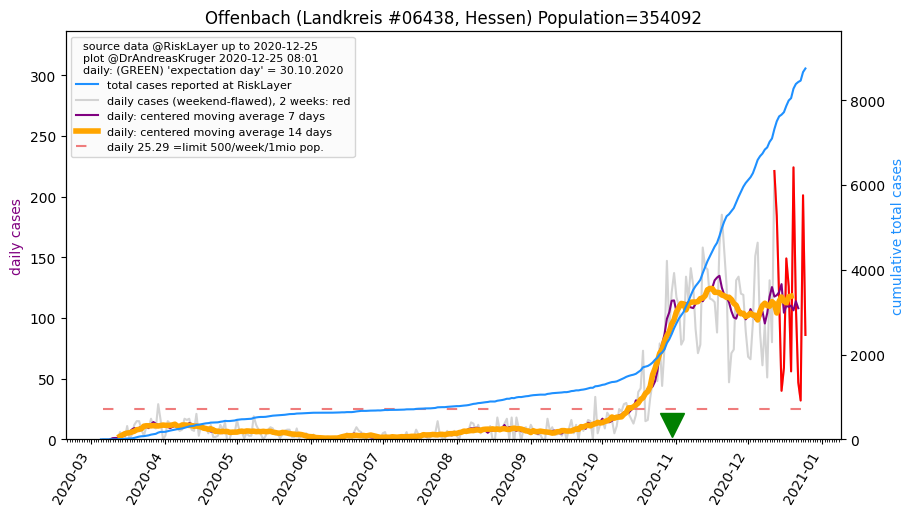 Offenbach (Landkreis #06438, Hessen) Population=354092
source data @RiskLayer up to 2020-12-25
plot @DrAndreasKruger 2020-12-25 08:01
daily: (GREEN) 'expectation day' = 30.10.2020
total cases reported at RiskLayer
daily cases (weekend-flawed), 2 weeks: red
daily: centered moving average 7 days
daily: centered moving average 14 days
daily 25.29 =limit 500/week/1mio pop.
daily cases
300
250
200
150
100
50
0
8000
6000
4000
2000
0
cumulative total cases
2020-03
2020-04
2020-05
2020-06
2020-07
2020-08
2020-09
2020-10
2020-11
2020-12
2021-01